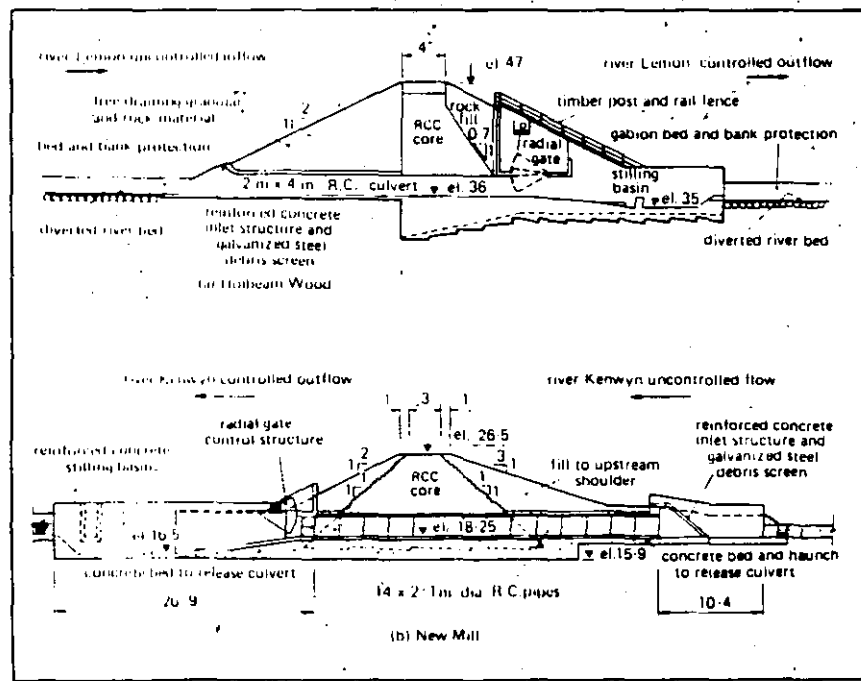 river Lemon uncontrolled inflow
4
el. 47
river Lemon controlled outflow
free draining granular
and rock material
2
1
rock
fill
timber post and rail fence
RCC
core
0·7
1
radial
gate
gabion bed and bank protection
bed and bank protection
stilling
basin
2 m x 4 m R.C. culvert
el. 36
el. 35
diverted river bed
reinforced concrete
inlet structure and
galvanized steel
debris screen
diverted river bed
(a) Holbeam Wood
river Kenwyn controlled outflow
river Kenwyn uncontrolled flow
1
3
1
radial gate
control structure
el. 26·5
reinforced concrete
inlet structure and
galvanized steel
debris screen
reinforced concrete
stilling basin
2
1
3
1
RCC
core
1
1
1
1
fill to upstream
shoulder
el. 16·5
el. 18·25
el. 15·9
concrete bed to release culvert
concrete bed and haunch
to release culvert
14 x 2·1m dia. R.C. pipes
10·4
(b) New Mill